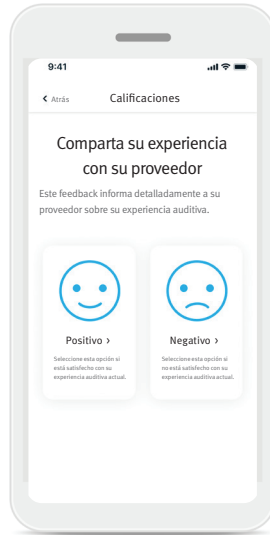 9:41
Atrás Calificaciones
Comparta su experiencia
con su proveedor
Este feedback informa detalladamente a su
proveedor sobre su experiencia auditiva.
Positivo ›
Seleccione esta opción si
está satisfecho con su
experiencia auditiva actual.
Negativo ›
Seleccione esta opción si
no está satisfecho con su
experiencia auditiva actual.